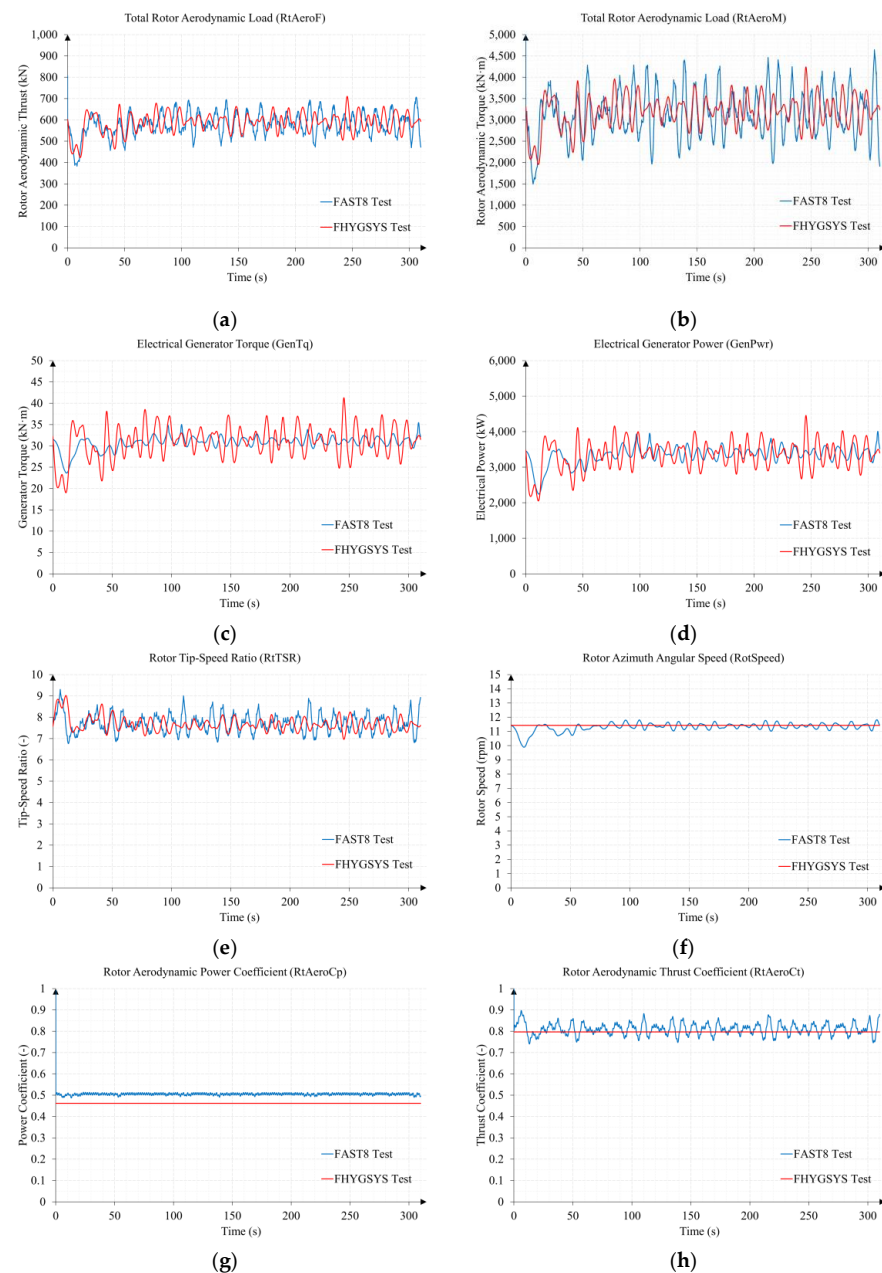 Total Rotor Aerodynamic Load (RtAeroF)
Rotor Aerodynamic Thrust (kN)
1,000
900
800
700
600
500
400
300
200
100
0
0 50 100 150 200 250 300
Time (s)
FAST8 Test
FHYGSYS Test
(a)
Total Rotor Aerodynamic Load (RtAeroM)
Rotor Aerodynamic Torque (kN·m)
5,000
4,500
4,000
3,500
3,000
2,500
2,000
1,500
1,000
500
0
0 50 100 150 200 250 300
Time (s)
FAST8 Test
FHYGSYS Test
(b)
Electrical Generator Torque (GenTq)
Generator Torque (kN·m)
50
45
40
35
30
25
20
15
10
5
0
0 50 100 150 200 250 300
Time (s)
FAST8 Test
FHYGSYS Test
(c)
Electrical Generator Power (GenPwr)
Electrical Power (kW)
6,000
5,000
4,000
3,000
2,000
1,000
0
0 50 100 150 200 250 300
Time (s)
FAST8 Test
FHYGSYS Test
(d)
Rotor Tip-Speed Ratio (RtTSR)
Tip-Speed Ratio (-)
10
9
8
7
6
5
4
3
2
1
0
0 50 100 150 200 250 300
Time (s)
FAST8 Test
FHYGSYS Test
(e)
Rotor Azimuth Angular Speed (RotSpeed)
Rotor Speed (rpm)
15
14
13
12
11
10
9
8
7
6
5
4
3
2
1
0
0 50 100 150 200 250 300
Time (s)
FAST8 Test
FHYGSYS Test
(f)
Rotor Aerodynamic Power Coefficient (RtAeroCp)
Power Coefficient (-)
1
0.9
0.8
0.7
0.6
0.5
0.4
0.3
0.2
0.1
0
0 50 100 150 200 250 300
Time (s)
FAST8 Test
FHYGSYS Test
(g)
Rotor Aerodynamic Thrust Coefficient (RtAeroCt)
Thrust Coefficient (-)
1
0.9
0.8
0.7
0.6
0.5
0.4
0.3
0.2
0.1
0
0 50 100 150 200 250 300
Time (s)
FAST8 Test
FHYGSYS Test
(h)